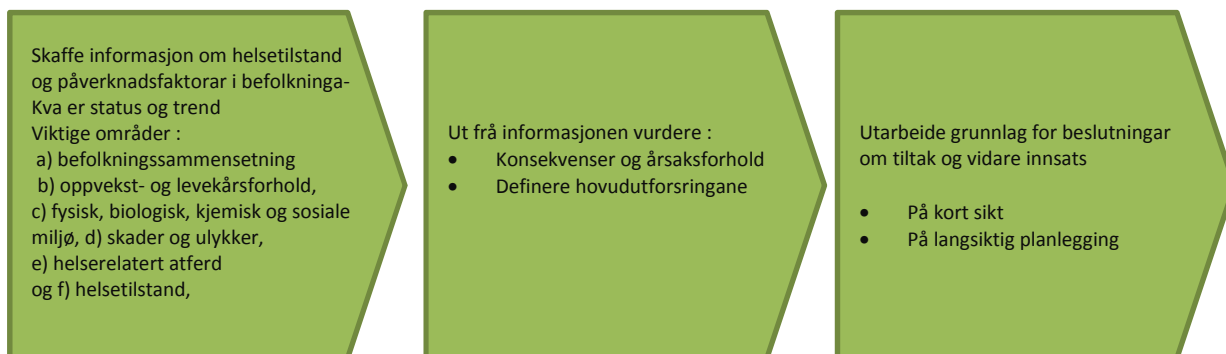 Skaffe informasjon om helsetilstand
og påverknadsfaktorar i befolkninga-
Kva er status og trend
Viktige områder :
a) befolkningssammensetning
b) oppvekst- og levekårsforhold,
c) fysisk, biologisk, kjemisk og sosiale
miljø, d) skader og ulykker,
e) helserelatert atferd
og f) helsetilstand,
Ut frå informasjonen vurdere :
• Konsekvenser og årsaksforhold
• Definere hovudutforsringane
Utarbeide grunnlag for beslutningar
om tiltak og vidare innsats
• På kort sikt
• På langsiktig planlegging